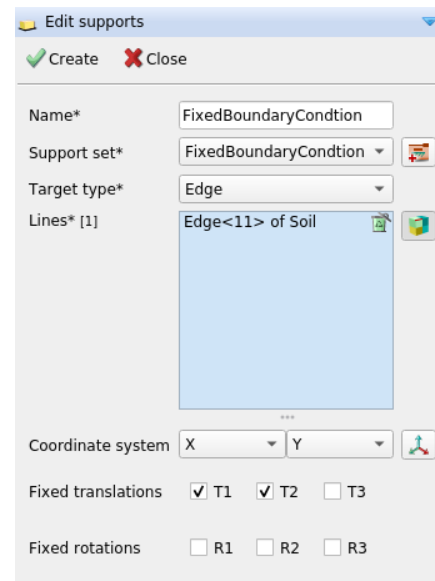 Edit supports
Create Close
Name* FixedBoundaryCondtion
Support set* FixedBoundaryCondtion
Target type* Edge
Lines* [1] Edge<11> of Soil
Coordinate system X Y
Fixed translations T1 T2 T3
Fixed rotations R1 R2 R3